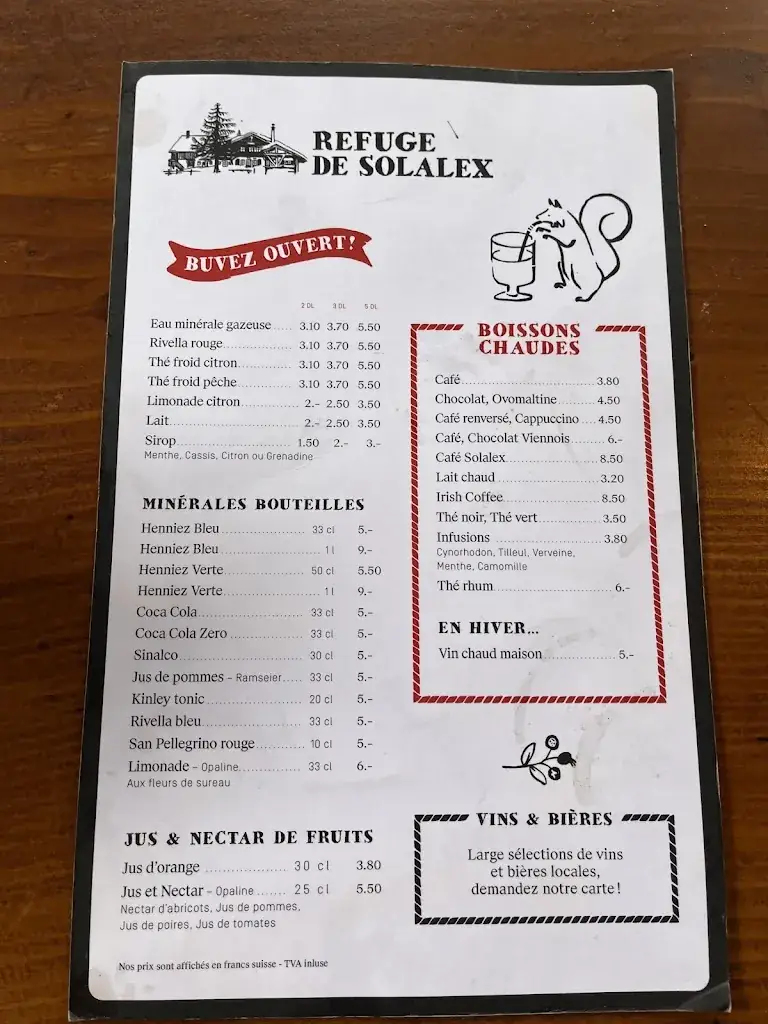 REFUGE
DE SOLALEX
BUVEZ OUVERT!
2 DL 3 DL 5 DL
Eau minérale gazeuse ..... 3.10 3.70 5.50
Rivella rouge ..... 3.10 3.70 5.50
Thé froid citron ..... 3.10 3.70 5.50
Thé froid pêche ..... 3.10 3.70 5.50
Limonade citron ..... 2.- 2.50 3.50
Lait ..... 2.- 2.50 3.50
Sirop ..... 1.50 2.- 3.-
Menthe, Cassis, Citron ou Grenadine
MINÉRALES BOUTEILLES
Henniez Bleu ..... 33 cl 5.-
Henniez Bleu ..... 1 l 9.-
Henniez Verte ..... 50 cl 5.50
Henniez Verte ..... 1 l 9.-
Coca Cola ..... 33 cl 5.-
Coca Cola Zero ..... 33 cl 5.-
Sinalco ..... 30 cl 5.-
Jus de pommes – Ramseier ..... 33 cl 5.-
Kinley tonic ..... 20 cl 5.-
Rivella bleu ..... 33 cl 5.-
San Pellegrino rouge ..... 10 cl 5.-
Limonade – Opaline ..... 33 cl 6.-
Aux fleurs de sureau
JUS & NECTAR DE FRUITS
Jus d'orange ..... 30 cl 3.80
Jus et Nectar – Opaline ..... 25 cl 5.50
Nectar d'abricots, Jus de pommes,
Jus de poires, Jus de tomates
Nos prix sont affichés en francs suisse - TVA inluse
BOISSONS
CHAUDES
Café ..... 3.80
Chocolat, Ovomaltine ..... 4.50
Café renversé, Cappuccino .... 4.50
Café, Chocolat Viennois ..... 6.-
Café Solalex ..... 8.50
Lait chaud ..... 3.20
Irish Coffee ..... 8.50
Thé noir, Thé vert ..... 3.50
Infusions ..... 3.80
Cynorhodon, Tilleul, Verveine,
Menthe, Camomille
Thé rhum ..... 6.-
EN HIVER...
Vin chaud maison ..... 5.-
VINS & BIÈRES
Large sélections de vins
et bières locales,
demandez notre carte !